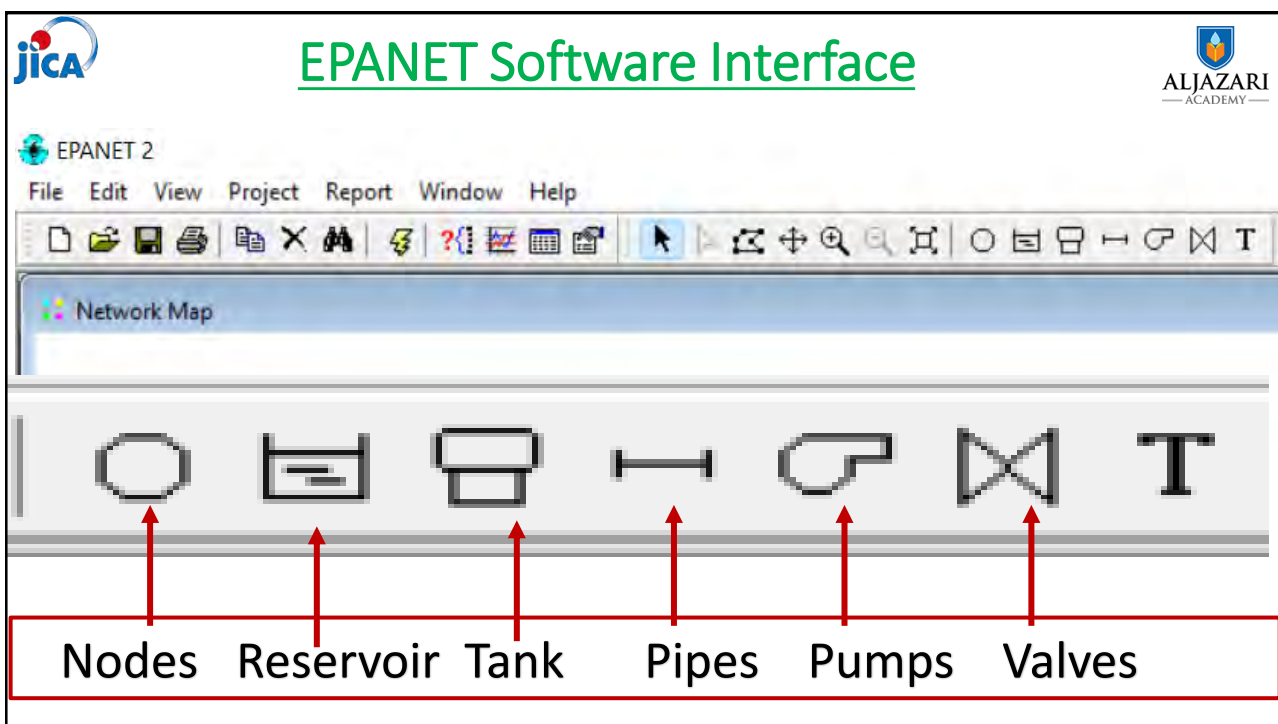 jica
EPANET Software Interface
ALJAZARI
ACADEMY
EPANET 2
File Edit View Project Report Window Help
T
Network Map
T
Nodes Reservoir Tank Pipes Pumps Valves